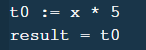 t0 := x * 5
result = t0